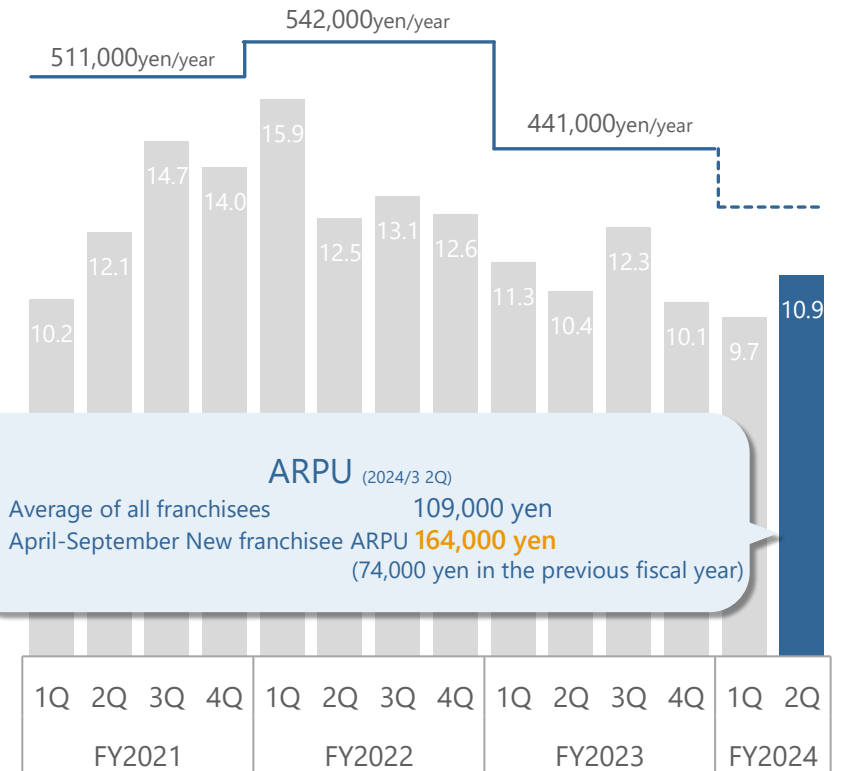 542,000yen/year
511,000yen/year
441,000yen/year
10.2
12.1
14.7
14.0
15.9
12.5
13.1
12.6
11.3
10.4
12.3
10.1
9.7
10.9
ARPU (2024/3 2Q)
Average of all franchisees 109,000 yen
April-September New franchisee ARPU 164,000 yen
(74,000 yen in the previous fiscal year)
1Q 2Q 3Q 4Q 1Q 2Q 3Q 4Q 1Q 2Q 3Q 4Q 1Q 2Q
FY2021 FY2022 FY2023 FY2024